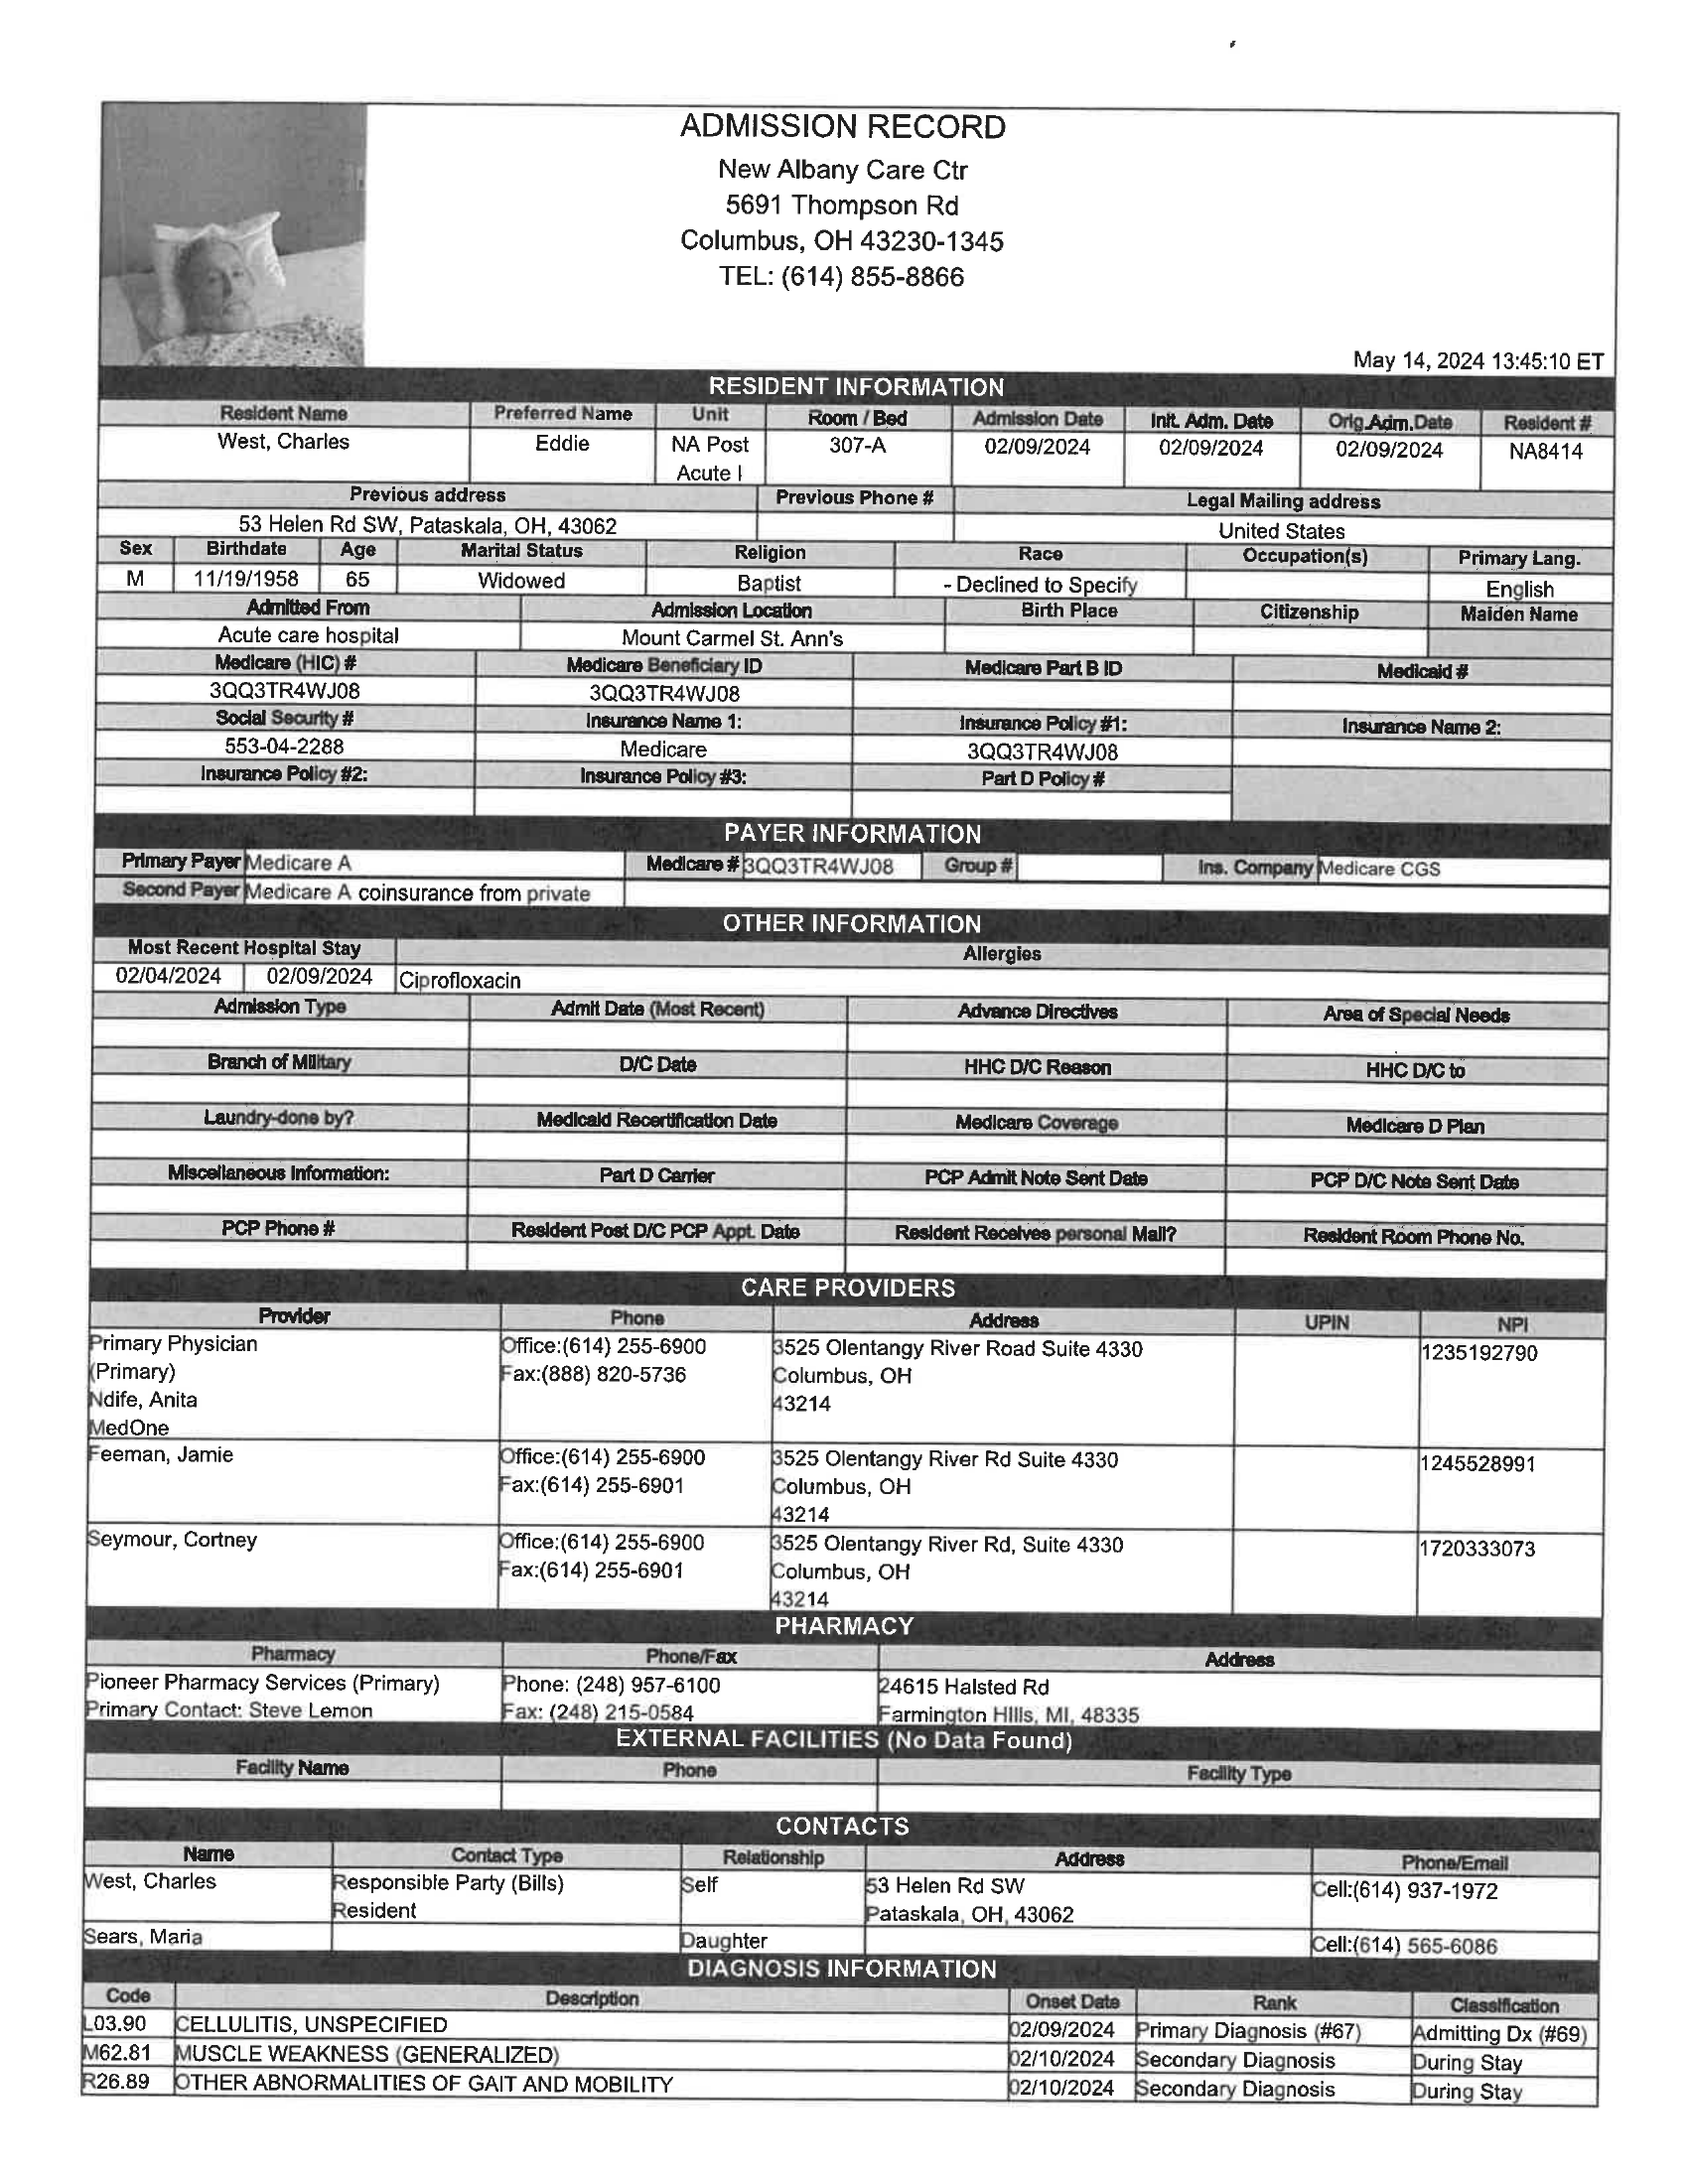 ADMISSION RECORD
New Albany Care Ctr
5691 Thompson Rd
Columbus, OH 43230-1345
TEL: (614) 855-8866
May 14, 2024 13:45:10 ET
RESIDENT INFORMATION
Resident Name Preferred Name Unit Room / Bed Admission Date Init. Adm. Date Orig.Adm.Date Resident #
West, Charles Eddie NA Post 307-A 02/09/2024 02/09/2024 02/09/2024 NA8414
Acute I
Previous address Previous Phone # Legal Mailing address
53 Helen Rd SW, Pataskala, OH, 43062 United States
Sex Birthdate Age Marital Status Religion Race Occupation(s) Primary Lang.
M 11/19/1958 65 Widowed Baptist - Declined to Specify English
Admitted From Admission Location Birth Place Citizenship Maiden Name
Acute care hospital Mount Carmel St. Ann's
Medicare (HIC) # Medicare Beneficiary ID Medicare Part B ID Medicaid #
3QQ3TR4WJ08 3QQ3TR4WJ08
Social Security # Insurance Name 1: Insurance Policy #1: Insurance Name 2:
553-04-2288 Medicare 3QQ3TR4WJ08
Insurance Policy #2: Insurance Policy #3: Part D Policy #
PAYER INFORMATION
Primary Payer Medicare A Medicare # 3QQ3TR4WJ08 Group # Ins. Company Medicare CGS
Second Payer Medicare A coinsurance from private
OTHER INFORMATION
Most Recent Hospital Stay Allergies
02/04/2024 02/09/2024 Ciprofloxacin
Admission Type Admit Date (Most Recent) Advance Directives Area of Special Needs
Branch of Military D/C Date HHC D/C Reason HHC D/C to
Laundry-done by? Medicaid Recertification Date Medicare Coverage Medicare D Plan
Miscellaneous Information: Part D Carrier PCP Admit Note Sent Date PCP D/C Note Sent Date
PCP Phone # Resident Post D/C PCP Appt. Date Resident Receives personal Mail? Resident Room Phone No.
CARE PROVIDERS
Provider Phone Address UPIN NPI
Primary Physician Office:(614) 255-6900 3525 Olentangy River Road Suite 4330 1235192790
(Primary) Fax:(888) 820-5736 Columbus, OH
Ndife, Anita 43214
MedOne
Feeman, Jamie Office:(614) 255-6900 3525 Olentangy River Rd Suite 4330 1245528991
Fax:(614) 255-6901 Columbus, OH
43214
Seymour, Cortney Office:(614) 255-6900 3525 Olentangy River Rd, Suite 4330 1720333073
Fax:(614) 255-6901 Columbus, OH
43214
PHARMACY
Pharmacy Phone/Fax Address
Pioneer Pharmacy Services (Primary) Phone: (248) 957-6100 24615 Halsted Rd
Primary Contact: Steve Lemon Fax: (248) 215-0584 Farmington HIlls, MI, 48335
EXTERNAL FACILITIES (No Data Found)
Facility Name Phone Facility Type
CONTACTS
Name Contact Type Relationship Address Phone/Email
West, Charles Responsible Party (Bills) Self 53 Helen Rd SW Cell:(614) 937-1972
Resident Pataskala, OH, 43062
Sears, Maria Daughter Cell:(614) 565-6086
DIAGNOSIS INFORMATION
Code Description Onset Date Rank Classification
L03.90 CELLULITIS, UNSPECIFIED 02/09/2024 Primary Diagnosis (#67) Admitting Dx (#69)
M62.81 MUSCLE WEAKNESS (GENERALIZED) 02/10/2024 Secondary Diagnosis During Stay
R26.89 OTHER ABNORMALITIES OF GAIT AND MOBILITY 02/10/2024 Secondary Diagnosis During Stay